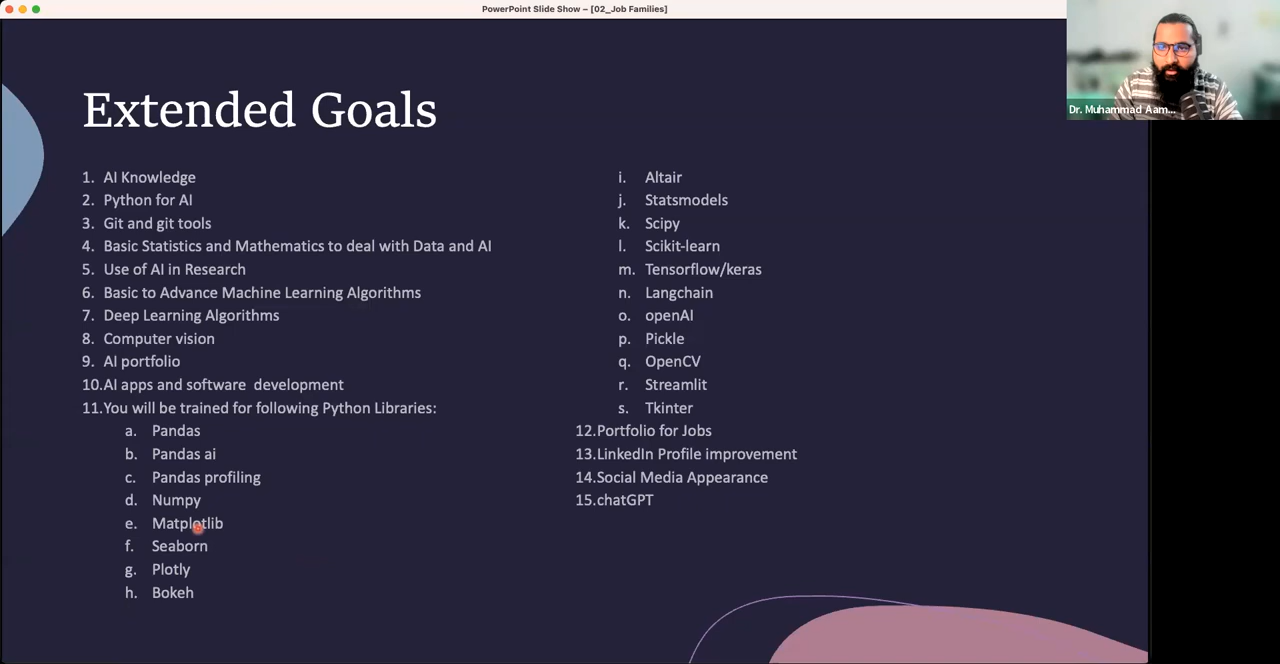 PowerPoint Slide Show – [02_Job Families]
Dr. Muhammad Aam...
Extended Goals
1. AI Knowledge
2. Python for AI
3. Git and git tools
4. Basic Statistics and Mathematics to deal with Data and AI
5. Use of AI in Research
6. Basic to Advance Machine Learning Algorithms
7. Deep Learning Algorithms
8. Computer vision
9. AI portfolio
10.AI apps and software  development
11.You will be trained for following Python Libraries:
a. Pandas
b. Pandas ai
c. Pandas profiling
d. Numpy
e. Matplotlib
f. Seaborn
g. Plotly
h. Bokeh
i. Altair
j. Statsmodels
k. Scipy
l. Scikit-learn
m. Tensorflow/keras
n. Langchain
o. openAI
p. Pickle
q. OpenCV
r. Streamlit
s. Tkinter
12.Portfolio for Jobs
13.LinkedIn Profile improvement
14.Social Media Appearance
15.chatGPT